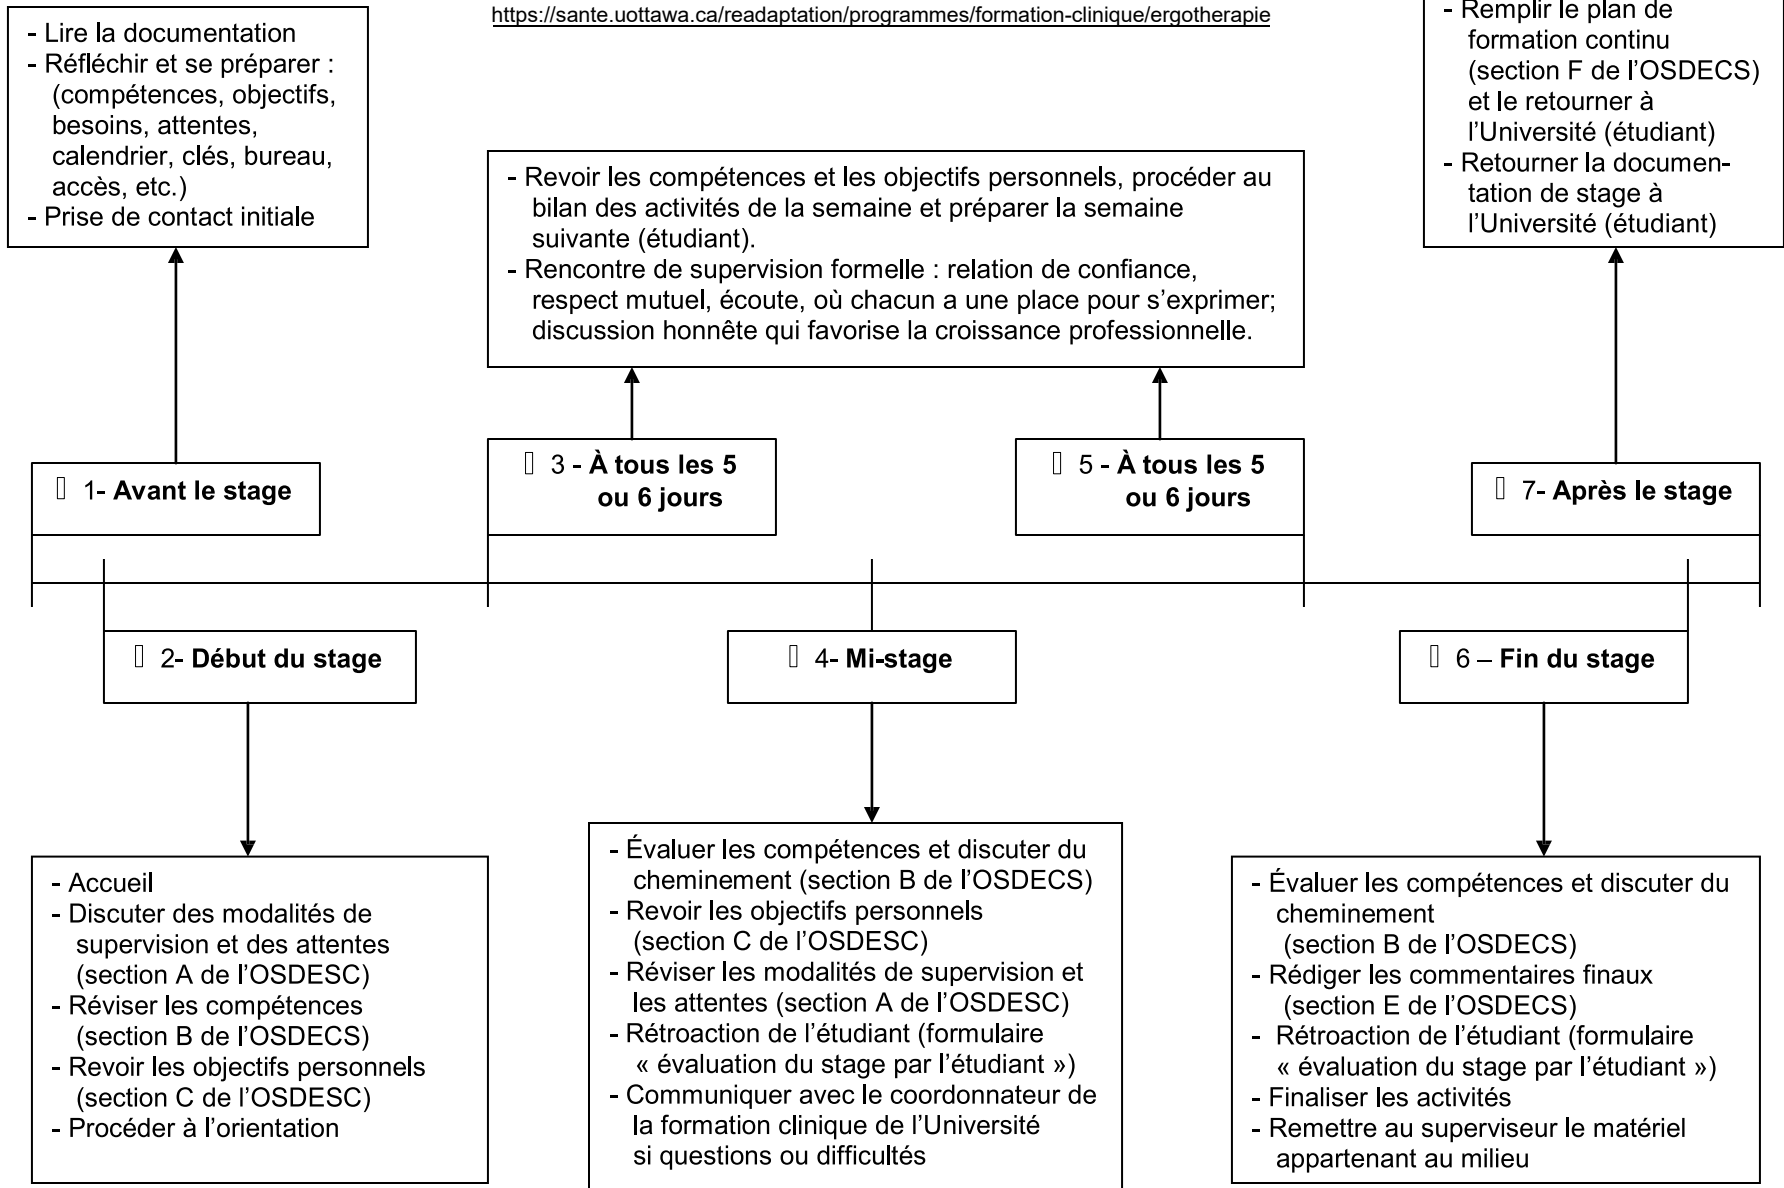 https://sante.uottawa.ca/readaptation/programmes/formation-clinique/ergotherapie
- Lire la documentation
- Réfléchir et se préparer :
(compétences, objectifs,
besoins, attentes,
calendrier, clés, bureau,
accès, etc.)
- Prise de contact initiale
- Revoir les compétences et les objectifs personnels, procéder au
bilan des activités de la semaine et préparer la semaine
suivante (étudiant).
- Rencontre de supervision formelle : relation de confiance,
respect mutuel, écoute, où chacun a une place pour s’exprimer;
discussion honnête qui favorise la croissance professionnelle.
- Remplir le plan de
formation continu
(section F de l’OSDECS)
et le retourner à
l’Université (étudiant)
- Retourner la documen-
tation de stage à
l’Université (étudiant)
1- Avant le stage
3 - À tous les 5
ou 6 jours
5 - À tous les 5
ou 6 jours
7- Après le stage
2- Début du stage
4- Mi-stage
6 – Fin du stage
- Accueil
- Discuter des modalités de
supervision et des attentes
(section A de l’OSDESC)
- Réviser les compétences
(section B de l’OSDECS)
- Revoir les objectifs personnels
(section C de l’OSDESC)
- Procéder à l’orientation
- Évaluer les compétences et discuter du
cheminement (section B de l’OSDECS)
- Revoir les objectifs personnels
(section C de l’OSDESC)
- Réviser les modalités de supervision et
les attentes (section A de l’OSDESC)
- Rétroaction de l’étudiant (formulaire
« évaluation du stage par l’étudiant »)
- Communiquer avec le coordonnateur de
la formation clinique de l’Université
si questions ou difficultés
- Évaluer les compétences et discuter du
cheminement
(section B de l’OSDECS)
- Rédiger les commentaires finaux
(section E de l’OSDECS)
- Rétroaction de l’étudiant (formulaire
« évaluation du stage par l’étudiant »)
- Finaliser les activités
- Remettre au superviseur le matériel
appartenant au milieu